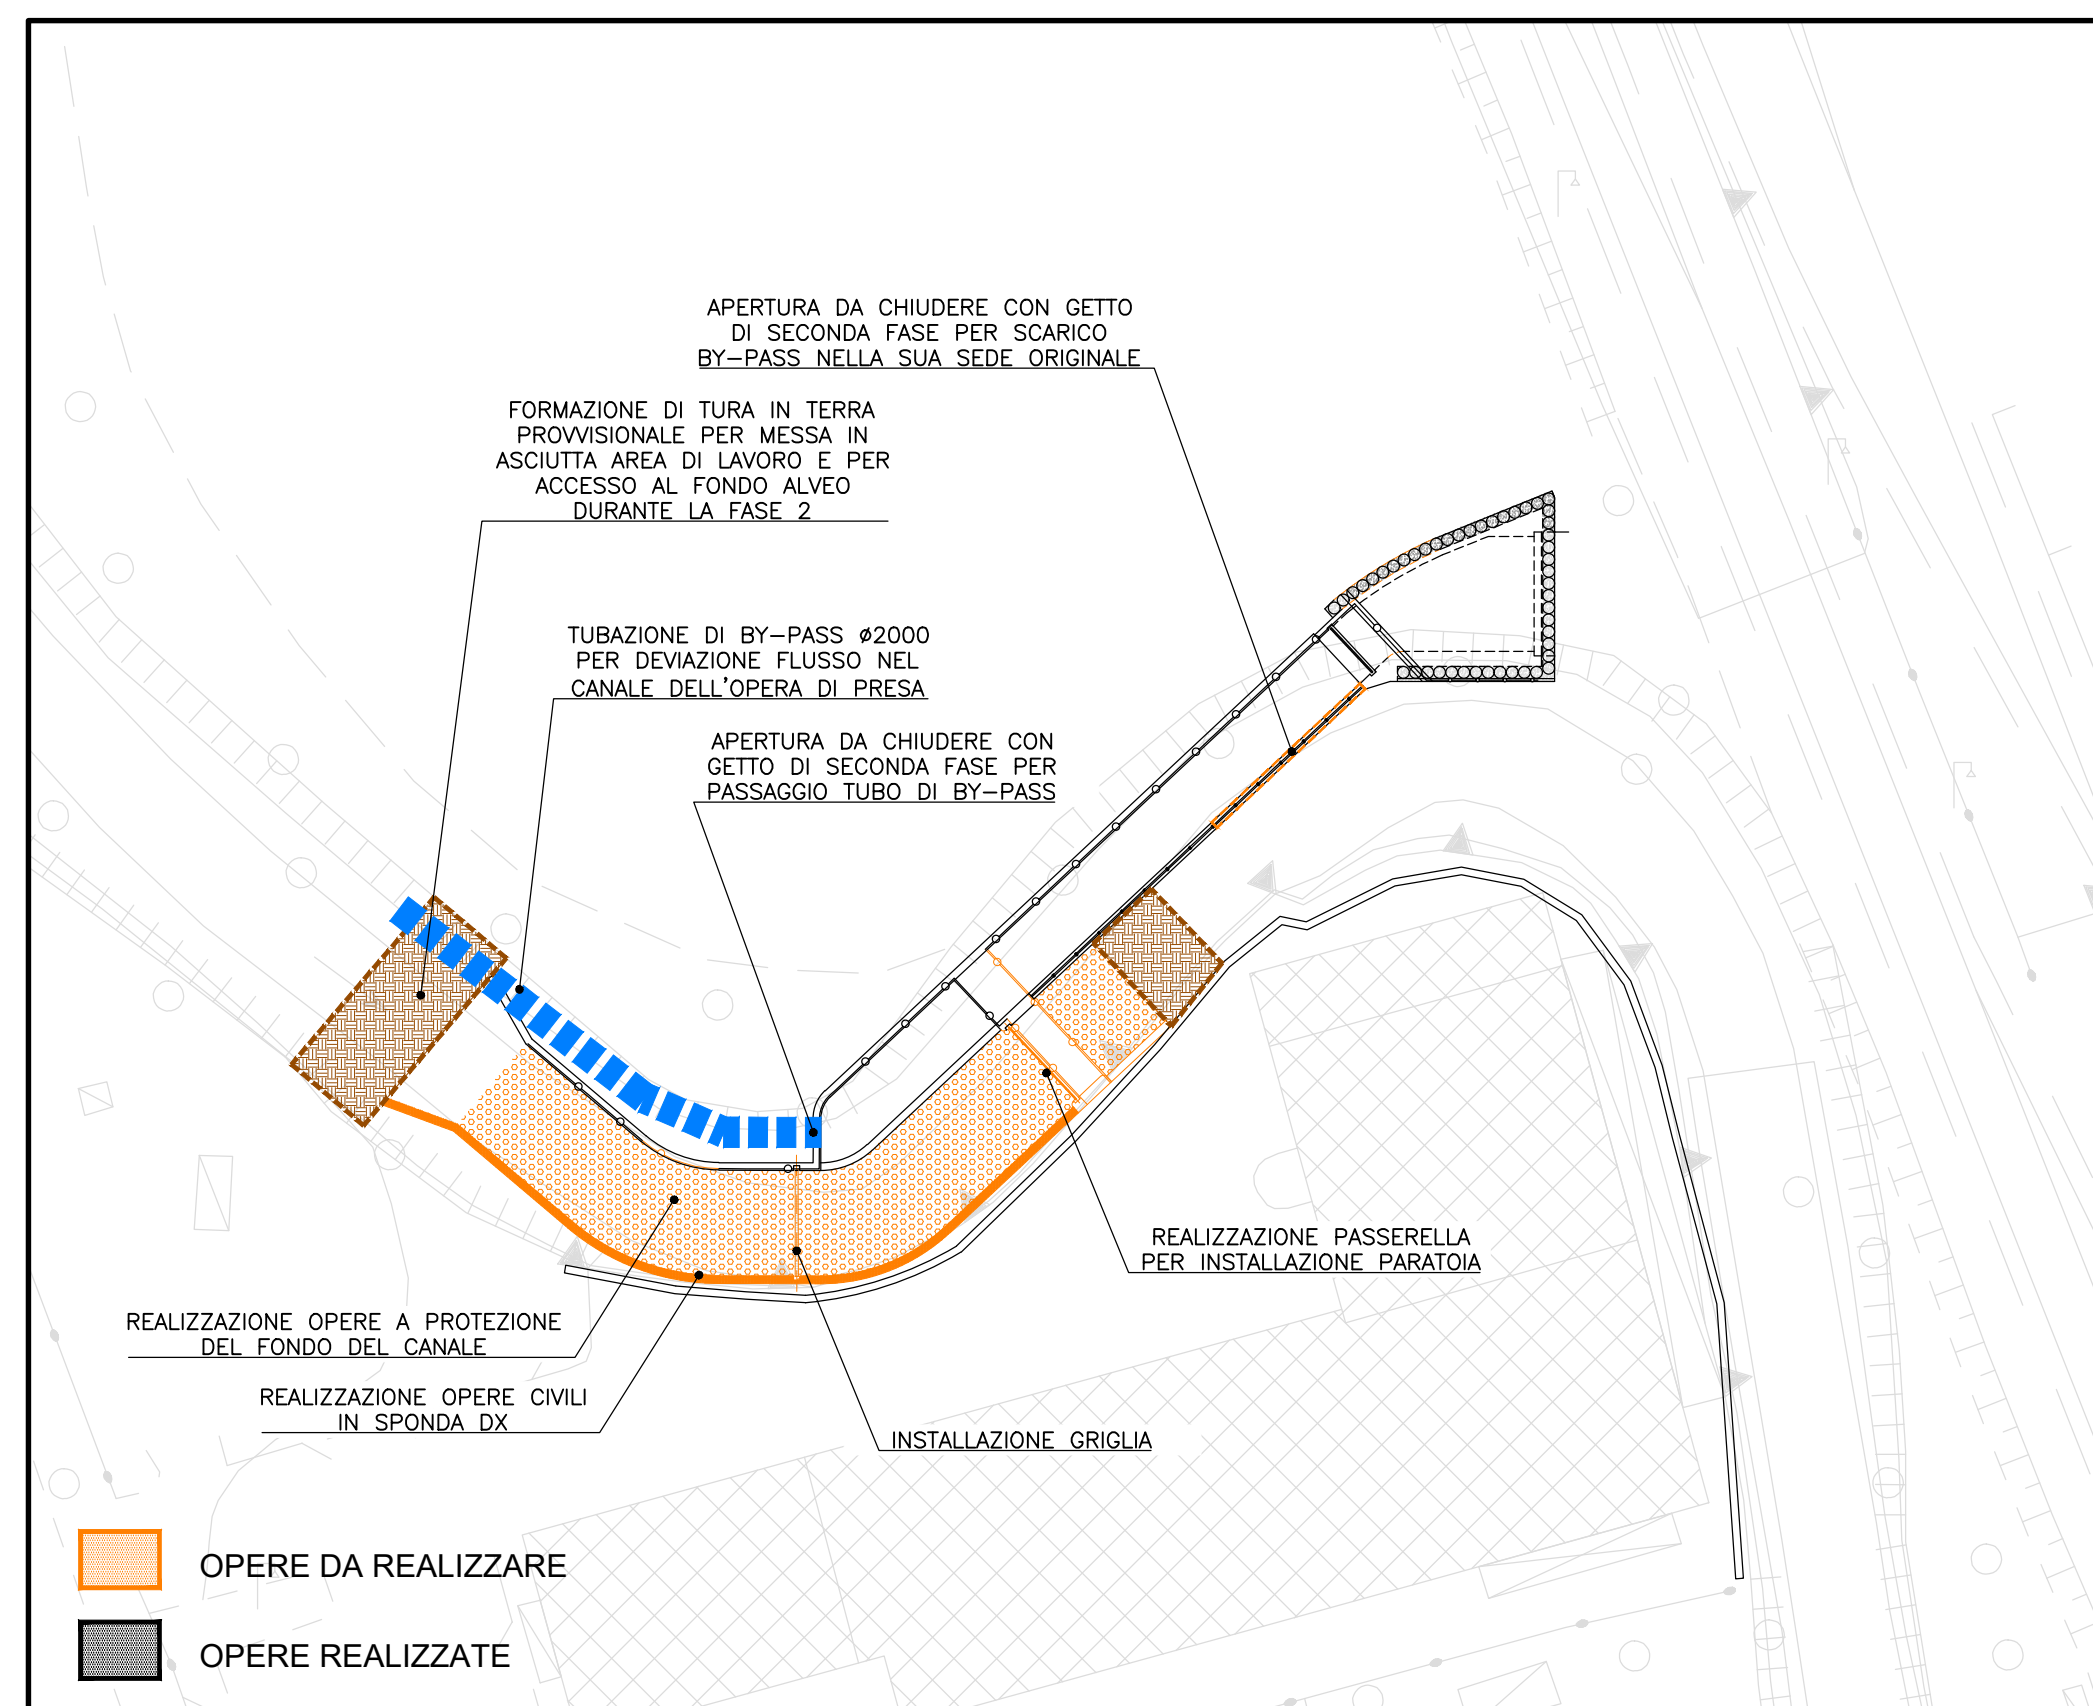 APERTURA DA CHIUDERE CON GETTO
DI SECONDA FASE PER SCARICO
BY-PASS NELLA SUA SEDE ORIGINALE
FORMAZIONE DI TURA IN TERRA
PROVVISIONALE PER MESSA IN
ASCIUTTA AREA DI LAVORO E PER
ACCESSO AL FONDO ALVEO
DURANTE LA FASE 2
TUBAZIONE DI BY-PASS ø2000
PER DEVIAZIONE FLUSSO NEL
CANALE DELL'OPERA DI PRESA
APERTURA DA CHIUDERE CON
GETTO DI SECONDA FASE PER
PASSAGGIO TUBO DI BY-PASS
REALIZZAZIONE PASSERELLA
PER INSTALLAZIONE PARATOIA
REALIZZAZIONE OPERE A PROTEZIONE
DEL FONDO DEL CANALE
REALIZZAZIONE OPERE CIVILI
IN SPONDA DX
INSTALLAZIONE GRIGLIA
OPERE DA REALIZZARE
OPERE REALIZZATE